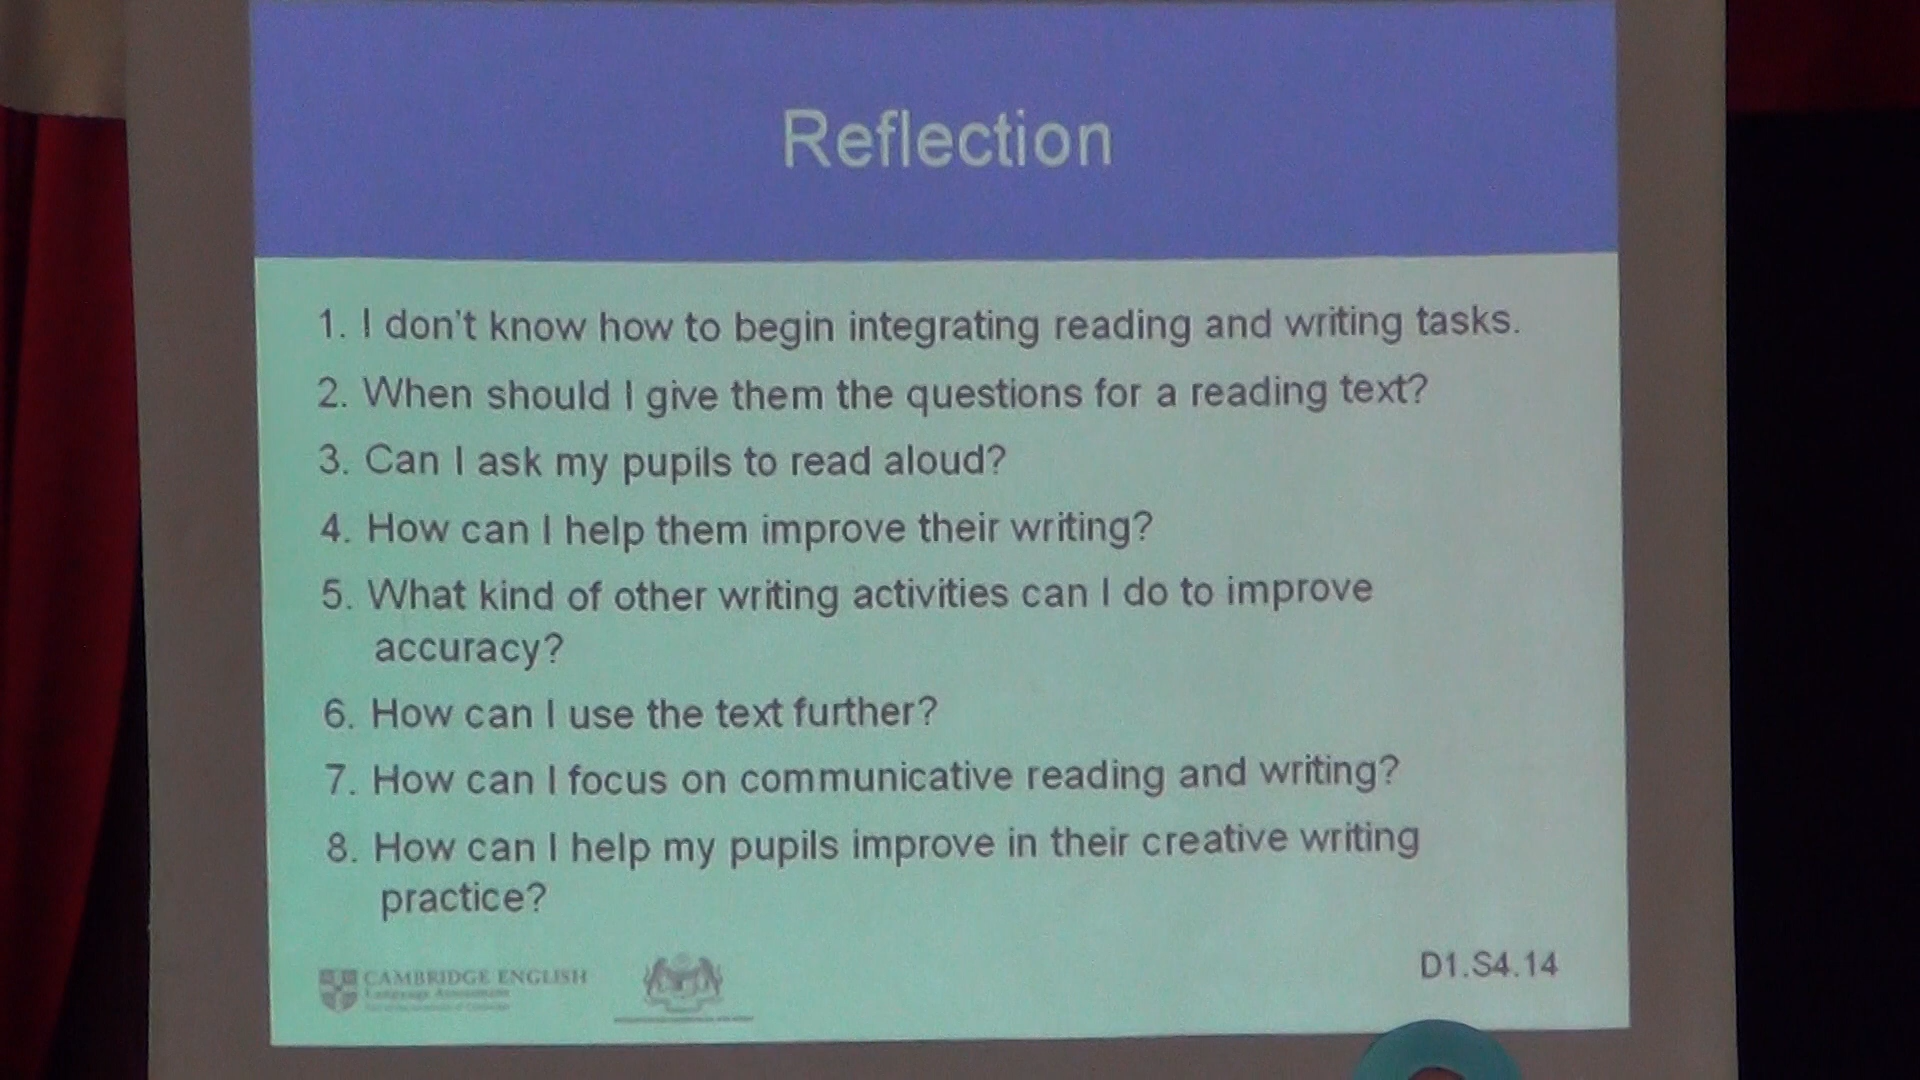 Reflection
1. I don't know how to begin integrating reading and writing tasks.
2. When should I give them the questions for a reading text?
3. Can I ask my pupils to read aloud?
4. How can I help them improve their writing?
5. What kind of other writing activities can I do to improve
accuracy?
6. How can I use the text further?
7. How can I focus on communicative reading and writing?
8. How can I help my pupils improve in their creative writing
practice?
CAMBRIDGE ENGLISH
Language Assessment
D1.S4.14